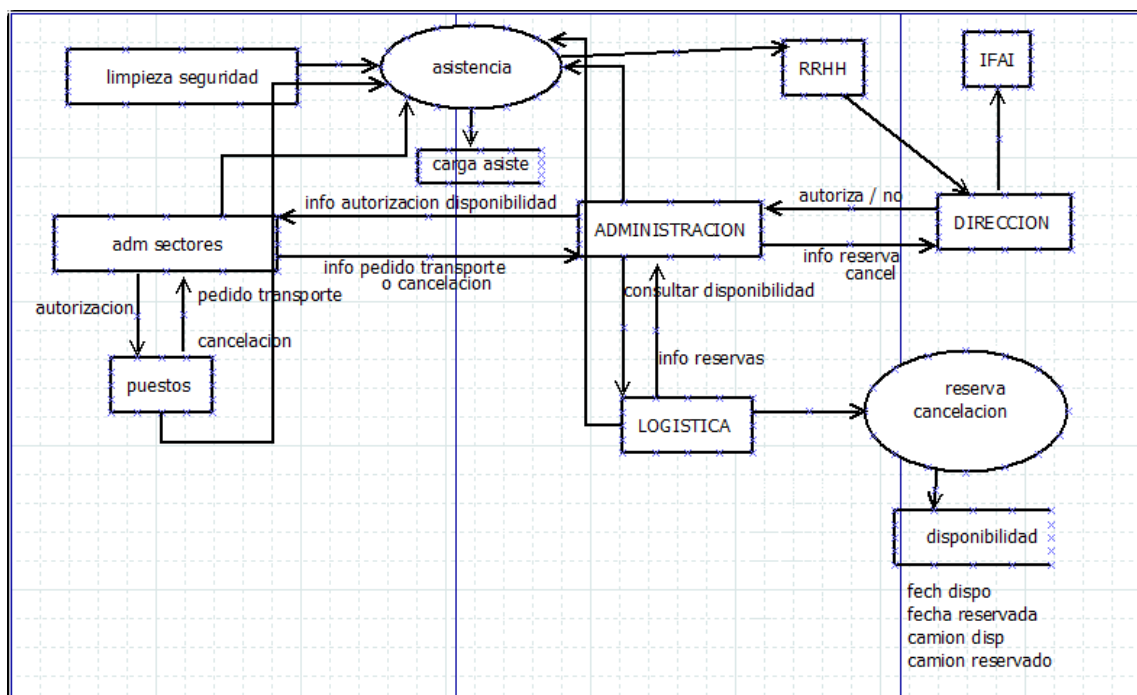 limpieza seguridad
asistencia
RRHH
IFAI
carga asiste
info autorizacion disponibilidad
autoriza / no
adm sectores
ADMINISTRACION
DIRECCION
info pedido transporte
o cancelacion
info reserva
cancel
autorizacion
pedido transporte
consultar disponibilidad
cancelacion
info reservas
puestos
reserva
cancelacion
LOGISTICA
disponibilidad
fech dispo
fecha reservada
camion disp
camion reservado